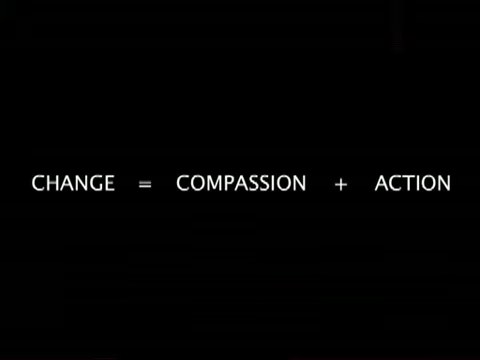 CHANGE = COMPASSION + ACTION